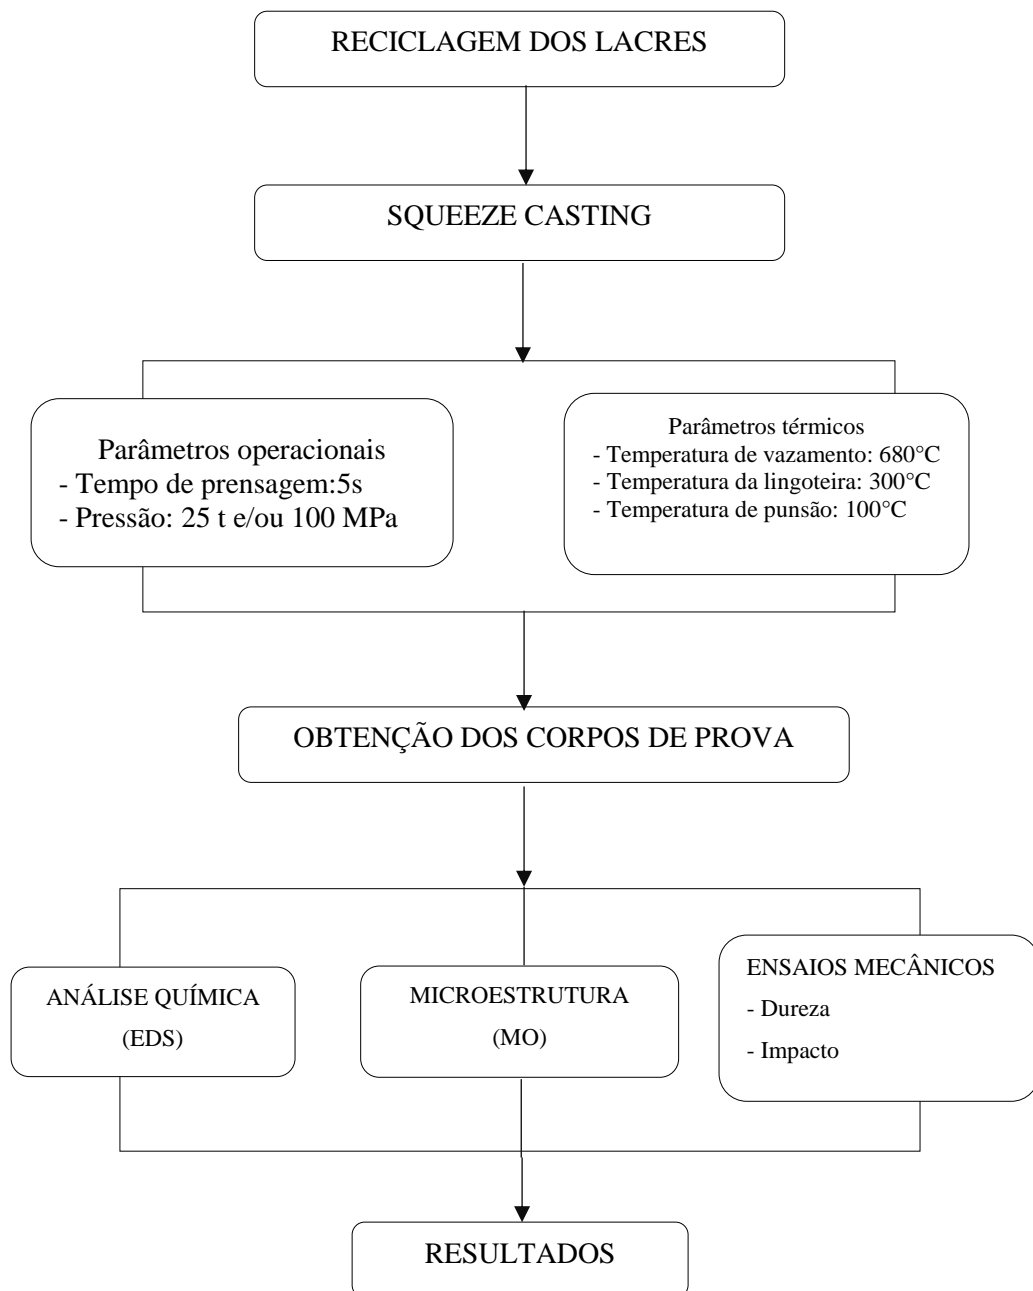 RECICLAGEM DOS LACRES
SQUEEZE CASTING
Parâmetros operacionais
- Tempo de prensagem:5s
- Pressão: 25 t e/ou 100 MPa
Parâmetros térmicos
- Temperatura de vazamento: 680°C
- Temperatura da lingoteira: 300°C
- Temperatura de punsão: 100°C
OBTENÇÃO DOS CORPOS DE PROVA
ANÁLISE QUÍMICA
(EDS)
MICROESTRUTURA
(MO)
ENSAIOS MECÂNICOS
- Dureza
- Impacto
RESULTADOS